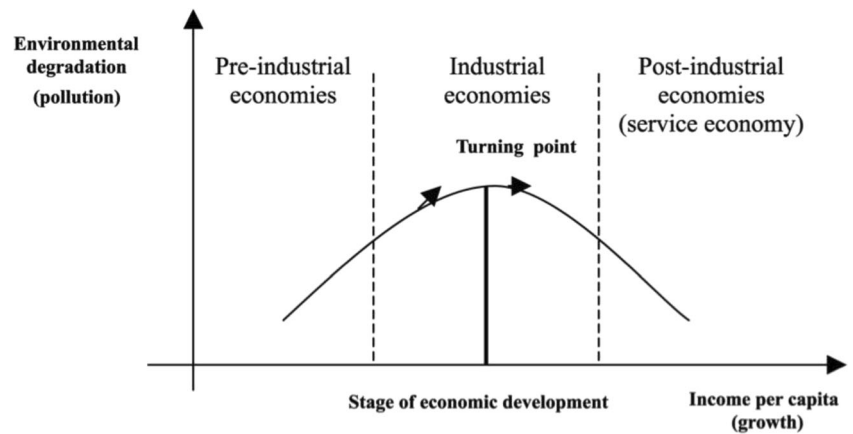 Environmental
degradation
(pollution)
Pre-industrial
economies
Industrial
economies
Post-industrial
economies
(service economy)
Turning point
Stage of economic development
Income per capita
(growth)